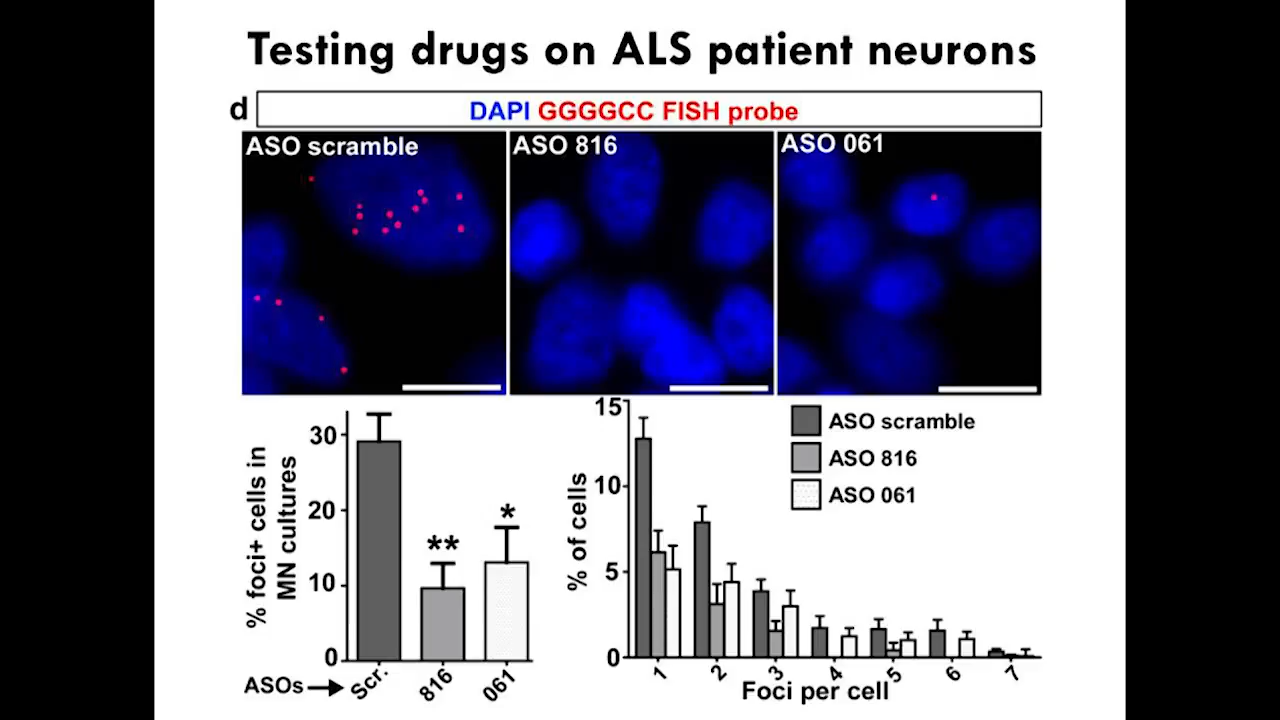 Testing drugs on ALS patient neurons
d
DAPI GGGGCC FISH probe
ASO scramble
ASO 816
ASO 061
% foci+ cells in
MN cultures
30
20
10
0
**
*
ASOs
Scr.
816
061
% of cells
15
10
5
0
ASO scramble
ASO 816
ASO 061
1
2
3
4
5
6
7
Foci per cell